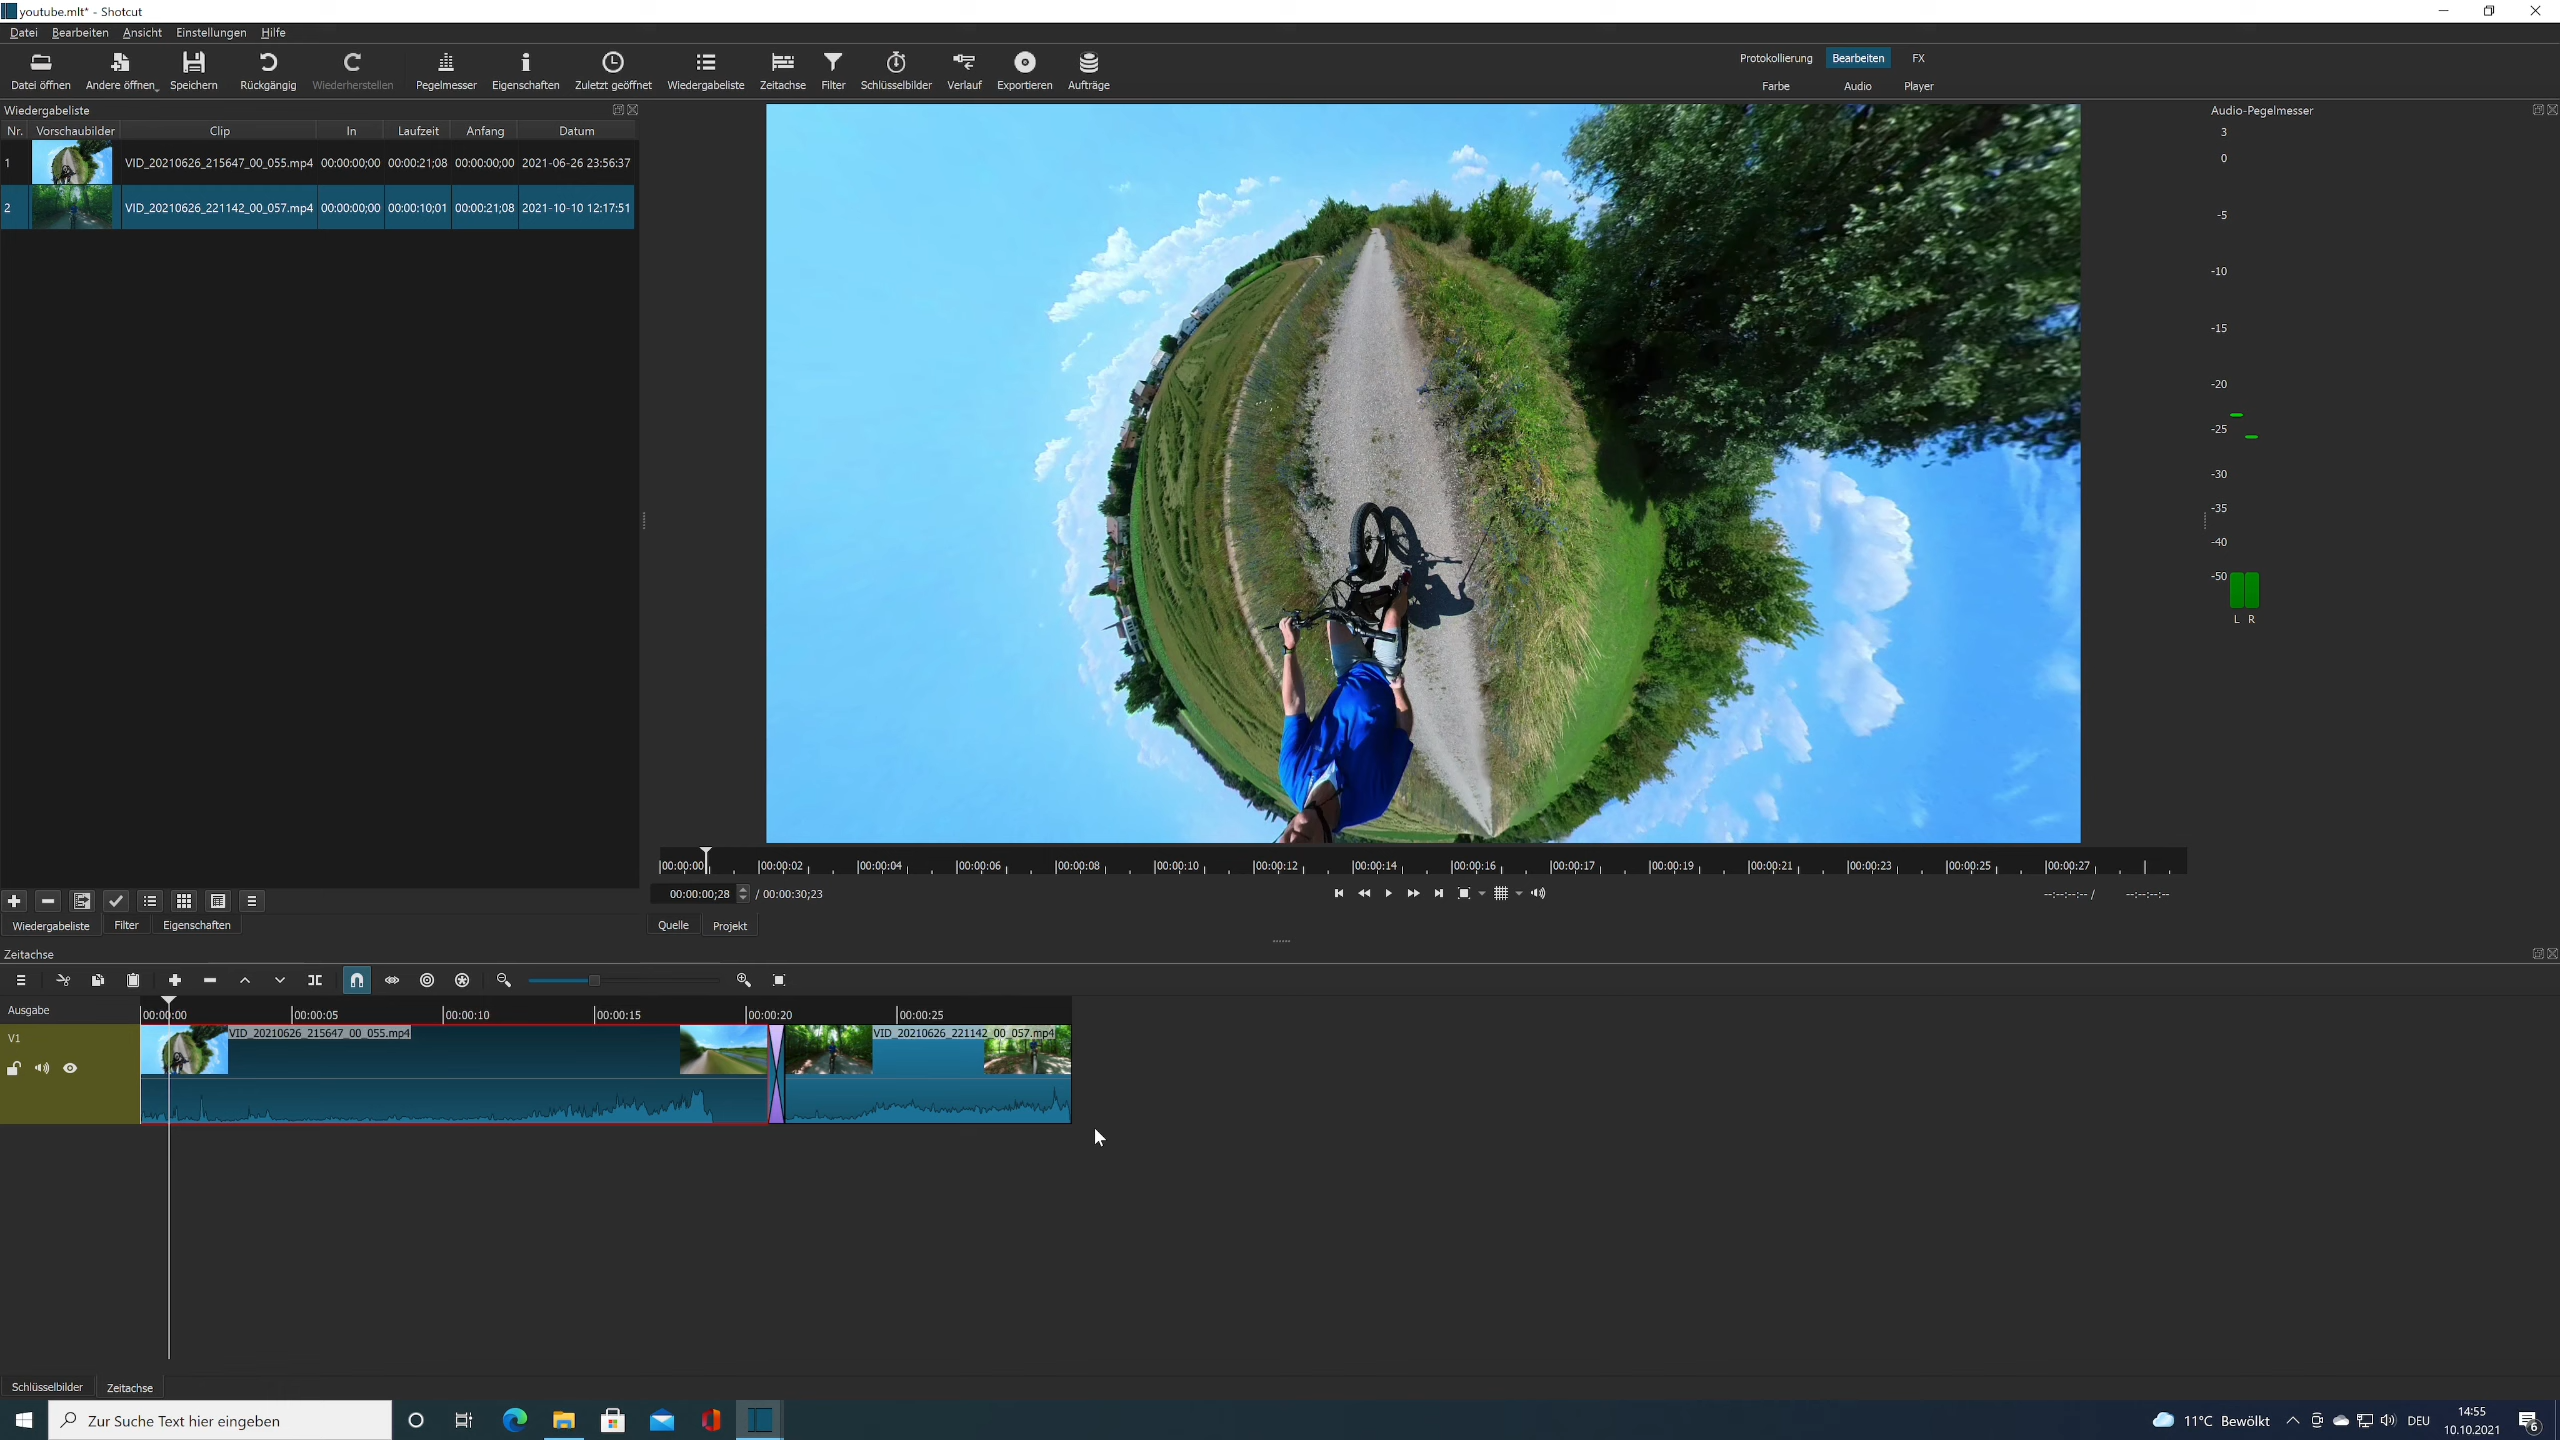 youtube.mlt* - Shotcut
Datei Bearbeiten Ansicht Einstellungen Hilfe
Datei öffnen Andere öffnen Speichern Rückgängig Wiederherstellen Pegelmesser Eigenschaften Zuletzt geöffnet Wiedergabeliste Zeitachse Filter Schlüsselbilder Verlauf Exportieren Aufträge
Protokollierung Bearbeiten FX
Farbe Audio Player
Wiedergabeliste
Nr. Vorschaubilder Clip In Laufzeit Anfang Datum
1 VID_20210626_215647_00_055.mp4 00:00:00;00 00:00:21;08 00:00:00;00 2021-06-26 23:56:37
2 VID_20210626_221142_00_057.mp4 00:00:00;00 00:00:10;01 00:00:21;08 2021-10-10 12:17:51
Audio-Pegelmesser
3
0
-5
-10
-15
-20
-25
-30
-35
-40
-50
L R
00:00:00 00:00:02 00:00:04 00:00:06 00:00:08 00:00:10 00:00:12 00:00:14 00:00:16 00:00:17 00:00:19 00:00:21 00:00:23 00:00:25 00:00:27
00:00:00;28 / 00:00:30;23
--:--:--:-- / --:--:--:--
Wiedergabeliste Filter Eigenschaften
Quelle Projekt
Zeitachse
Ausgabe
00:00:00 00:00:05 00:00:10 00:00:15 00:00:20 00:00:25
V1
VID_20210626_215647_00_055.mp4
VID_20210626_221142_00_057.mp4
Schlüsselbilder Zeitachse
Zur Suche Text hier eingeben
11°C Bewölkt
DEU
14:55
10.10.2021
6